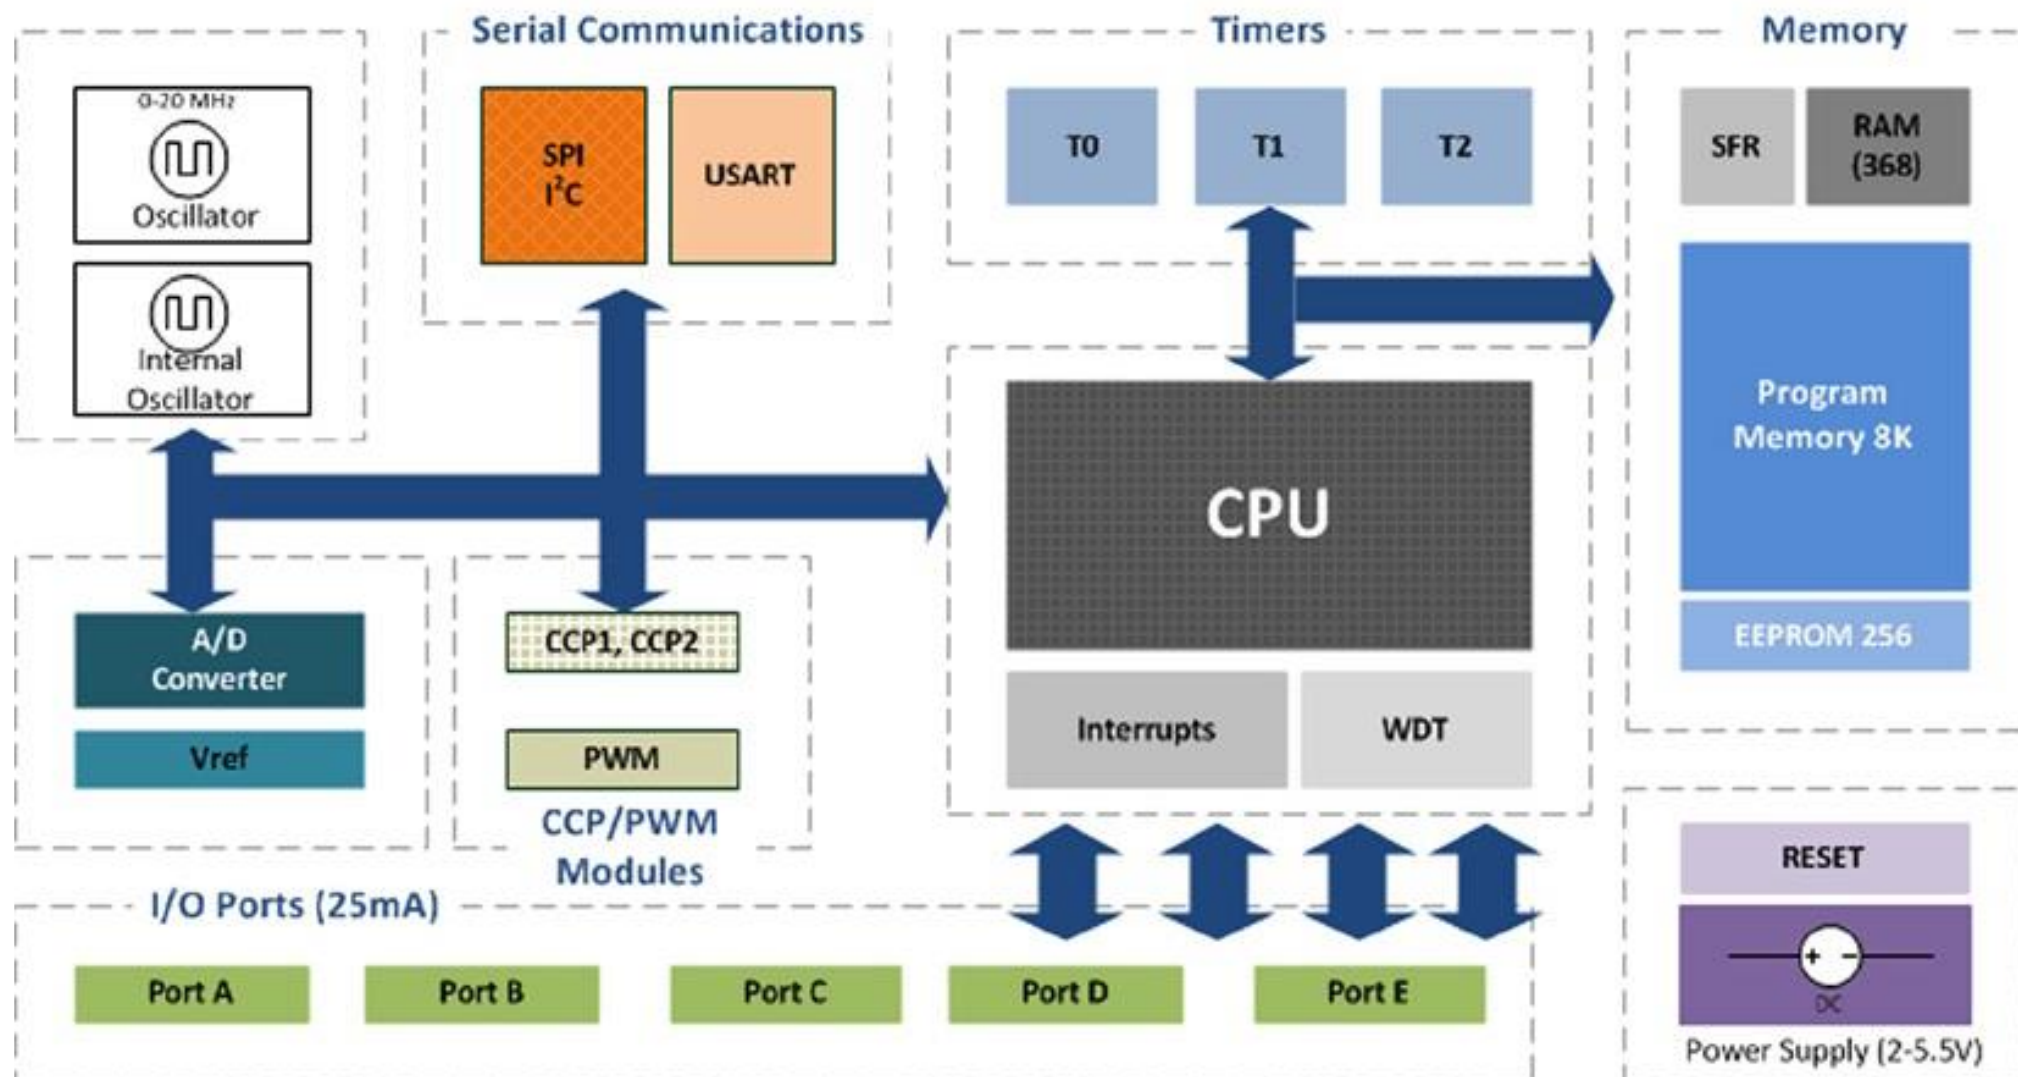 Serial Communications
Timers
Memory
0-20 MHz
Oscillator
Internal
Oscillator
SPI
I²C
USART
T0
T1
T2
SFR
RAM
(368)
Program
Memory 8K
EEPROM 256
CPU
Interrupts
WDT
A/D
Converter
Vref
CCP1, CCP2
PWM
CCP/PWM
Modules
I/O Ports (25mA)
Port A
Port B
Port C
Port D
Port E
RESET
+ −
DC
Power Supply (2-5.5V)